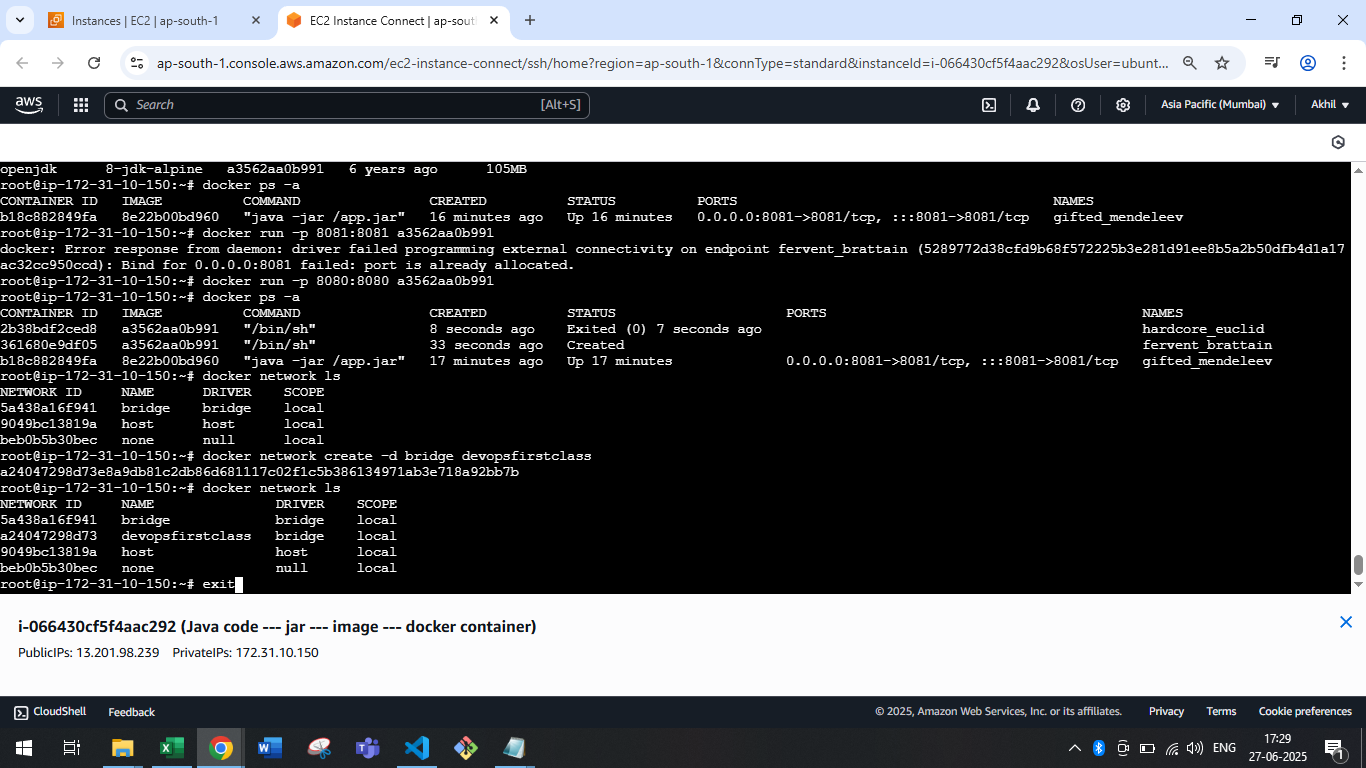 Instances | EC2 | ap-south-1
EC2 Instance Connect | ap-sou
ap-south-1.console.aws.amazon.com/ec2-instance-connect/ssh/home?region=ap-south-1&connType=standard&instanceId=i-066430cf5f4aac292&osUser=ubunt...
aws
Search
[Alt+S]
Asia Pacific (Mumbai)
Akhil
openjdk      8-jdk-alpine   a3562aa0b991   6 years ago      105MB
root@ip-172-31-10-150:~# docker ps -a
CONTAINER ID   IMAGE          COMMAND                CREATED          STATUS          PORTS                                       NAMES
b18c882849fa   8e22b00bd960   "java -jar /app.jar"   16 minutes ago   Up 16 minutes   0.0.0.0:8081->8081/tcp, :::8081->8081/tcp   gifted_mendeleev
root@ip-172-31-10-150:~# docker run -p 8081:8081 a3562aa0b991
docker: Error response from daemon: driver failed programming external connectivity on endpoint fervent_brattain (5289772d38cfd9b68f572225b3e281d91ee8b5a2b50dfb4d1a17
ac32cc950ccd): Bind for 0.0.0.0:8081 failed: port is already allocated.
root@ip-172-31-10-150:~# docker run -p 8080:8080 a3562aa0b991
root@ip-172-31-10-150:~# docker ps -a
CONTAINER ID   IMAGE          COMMAND                CREATED          STATUS                     PORTS                                       NAMES
2b38bdf2ced8   a3562aa0b991   "/bin/sh"              8 seconds ago    Exited (0) 7 seconds ago                                               hardcore_euclid
361680e9df05   a3562aa0b991   "/bin/sh"              33 seconds ago   Created                                                                fervent_brattain
b18c882849fa   8e22b00bd960   "java -jar /app.jar"   17 minutes ago   Up 17 minutes              0.0.0.0:8081->8081/tcp, :::8081->8081/tcp   gifted_mendeleev
root@ip-172-31-10-150:~# docker network ls
NETWORK ID     NAME      DRIVER    SCOPE
5a438a16f941   bridge    bridge    local
9049bc13819a   host      host      local
beb0b5b30bec   none      null      local
root@ip-172-31-10-150:~# docker network create -d bridge devopsfirstclass
a24047298d73e8a9db81c2db86d681117c02f1c5b386134971ab3e718a92bb7b
root@ip-172-31-10-150:~# docker network ls
NETWORK ID     NAME               DRIVER    SCOPE
5a438a16f941   bridge             bridge    local
a24047298d73   devopsfirstclass   bridge    local
9049bc13819a   host               host      local
beb0b5b30bec   none               null      local
root@ip-172-31-10-150:~# exit
i-066430cf5f4aac292 (Java code --- jar --- image --- docker container)
PublicIPs: 13.201.98.239    PrivateIPs: 172.31.10.150
CloudShell
Feedback
© 2025, Amazon Web Services, Inc. or its affiliates.
Privacy
Terms
Cookie preferences
ENG
17:29
27-06-2025
1